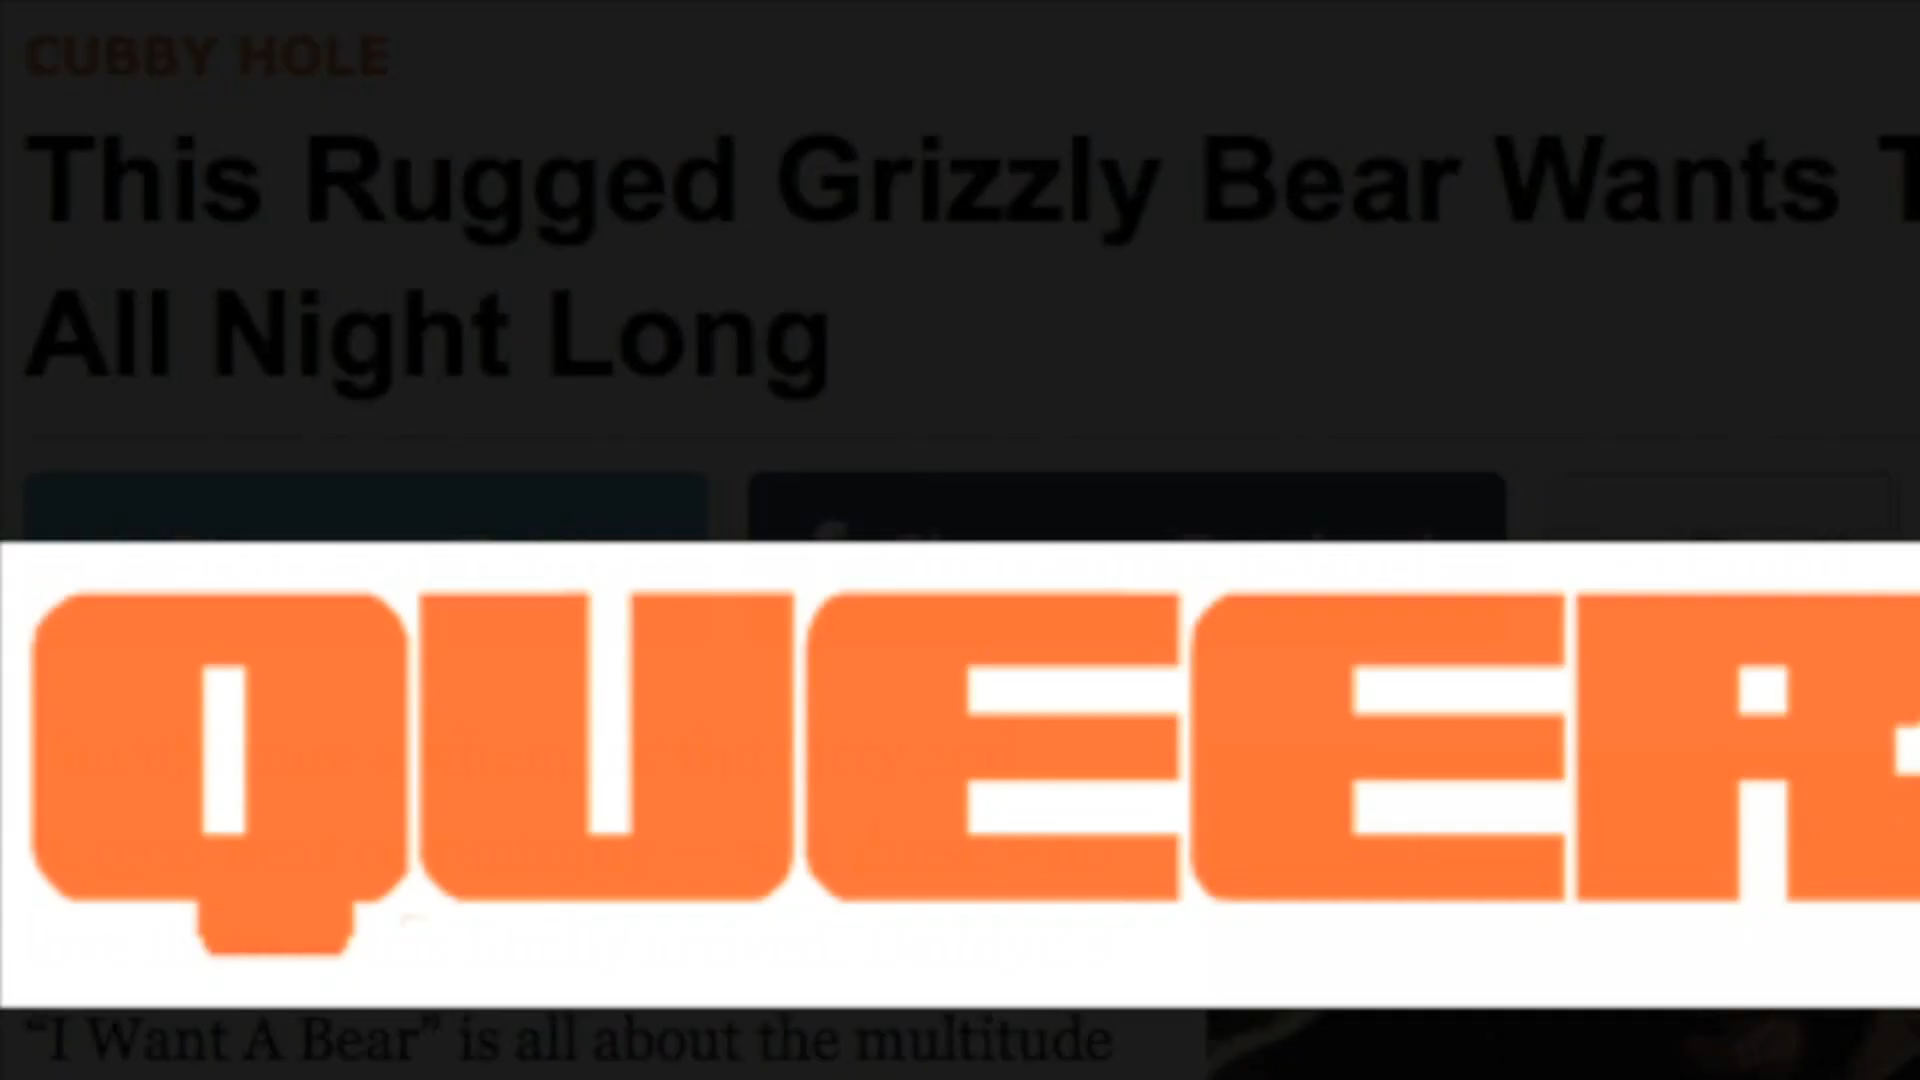 CUBBY HOLE
This Rugged Grizzly Bear Wants
All Night Long
QUEER
“I Want A Bear” is all about the multitude